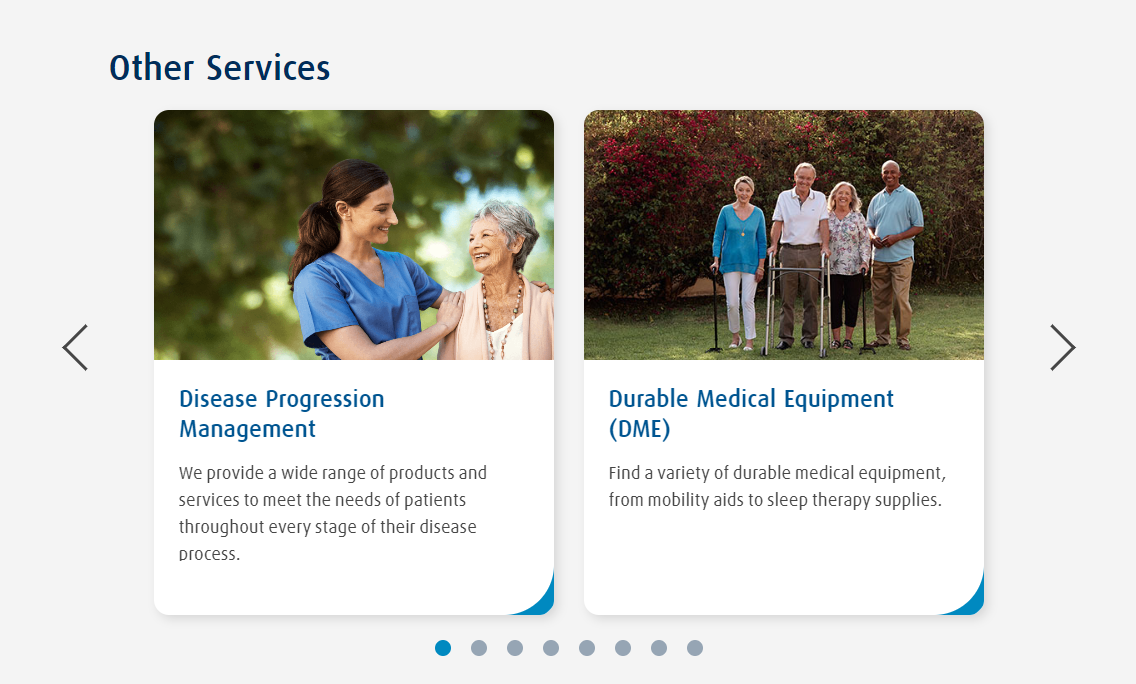 Other Services
Disease Progression
Management
We provide a wide range of products and
services to meet the needs of patients
throughout every stage of their disease
process.
Durable Medical Equipment
(DME)
Find a variety of durable medical equipment,
from mobility aids to sleep therapy supplies.